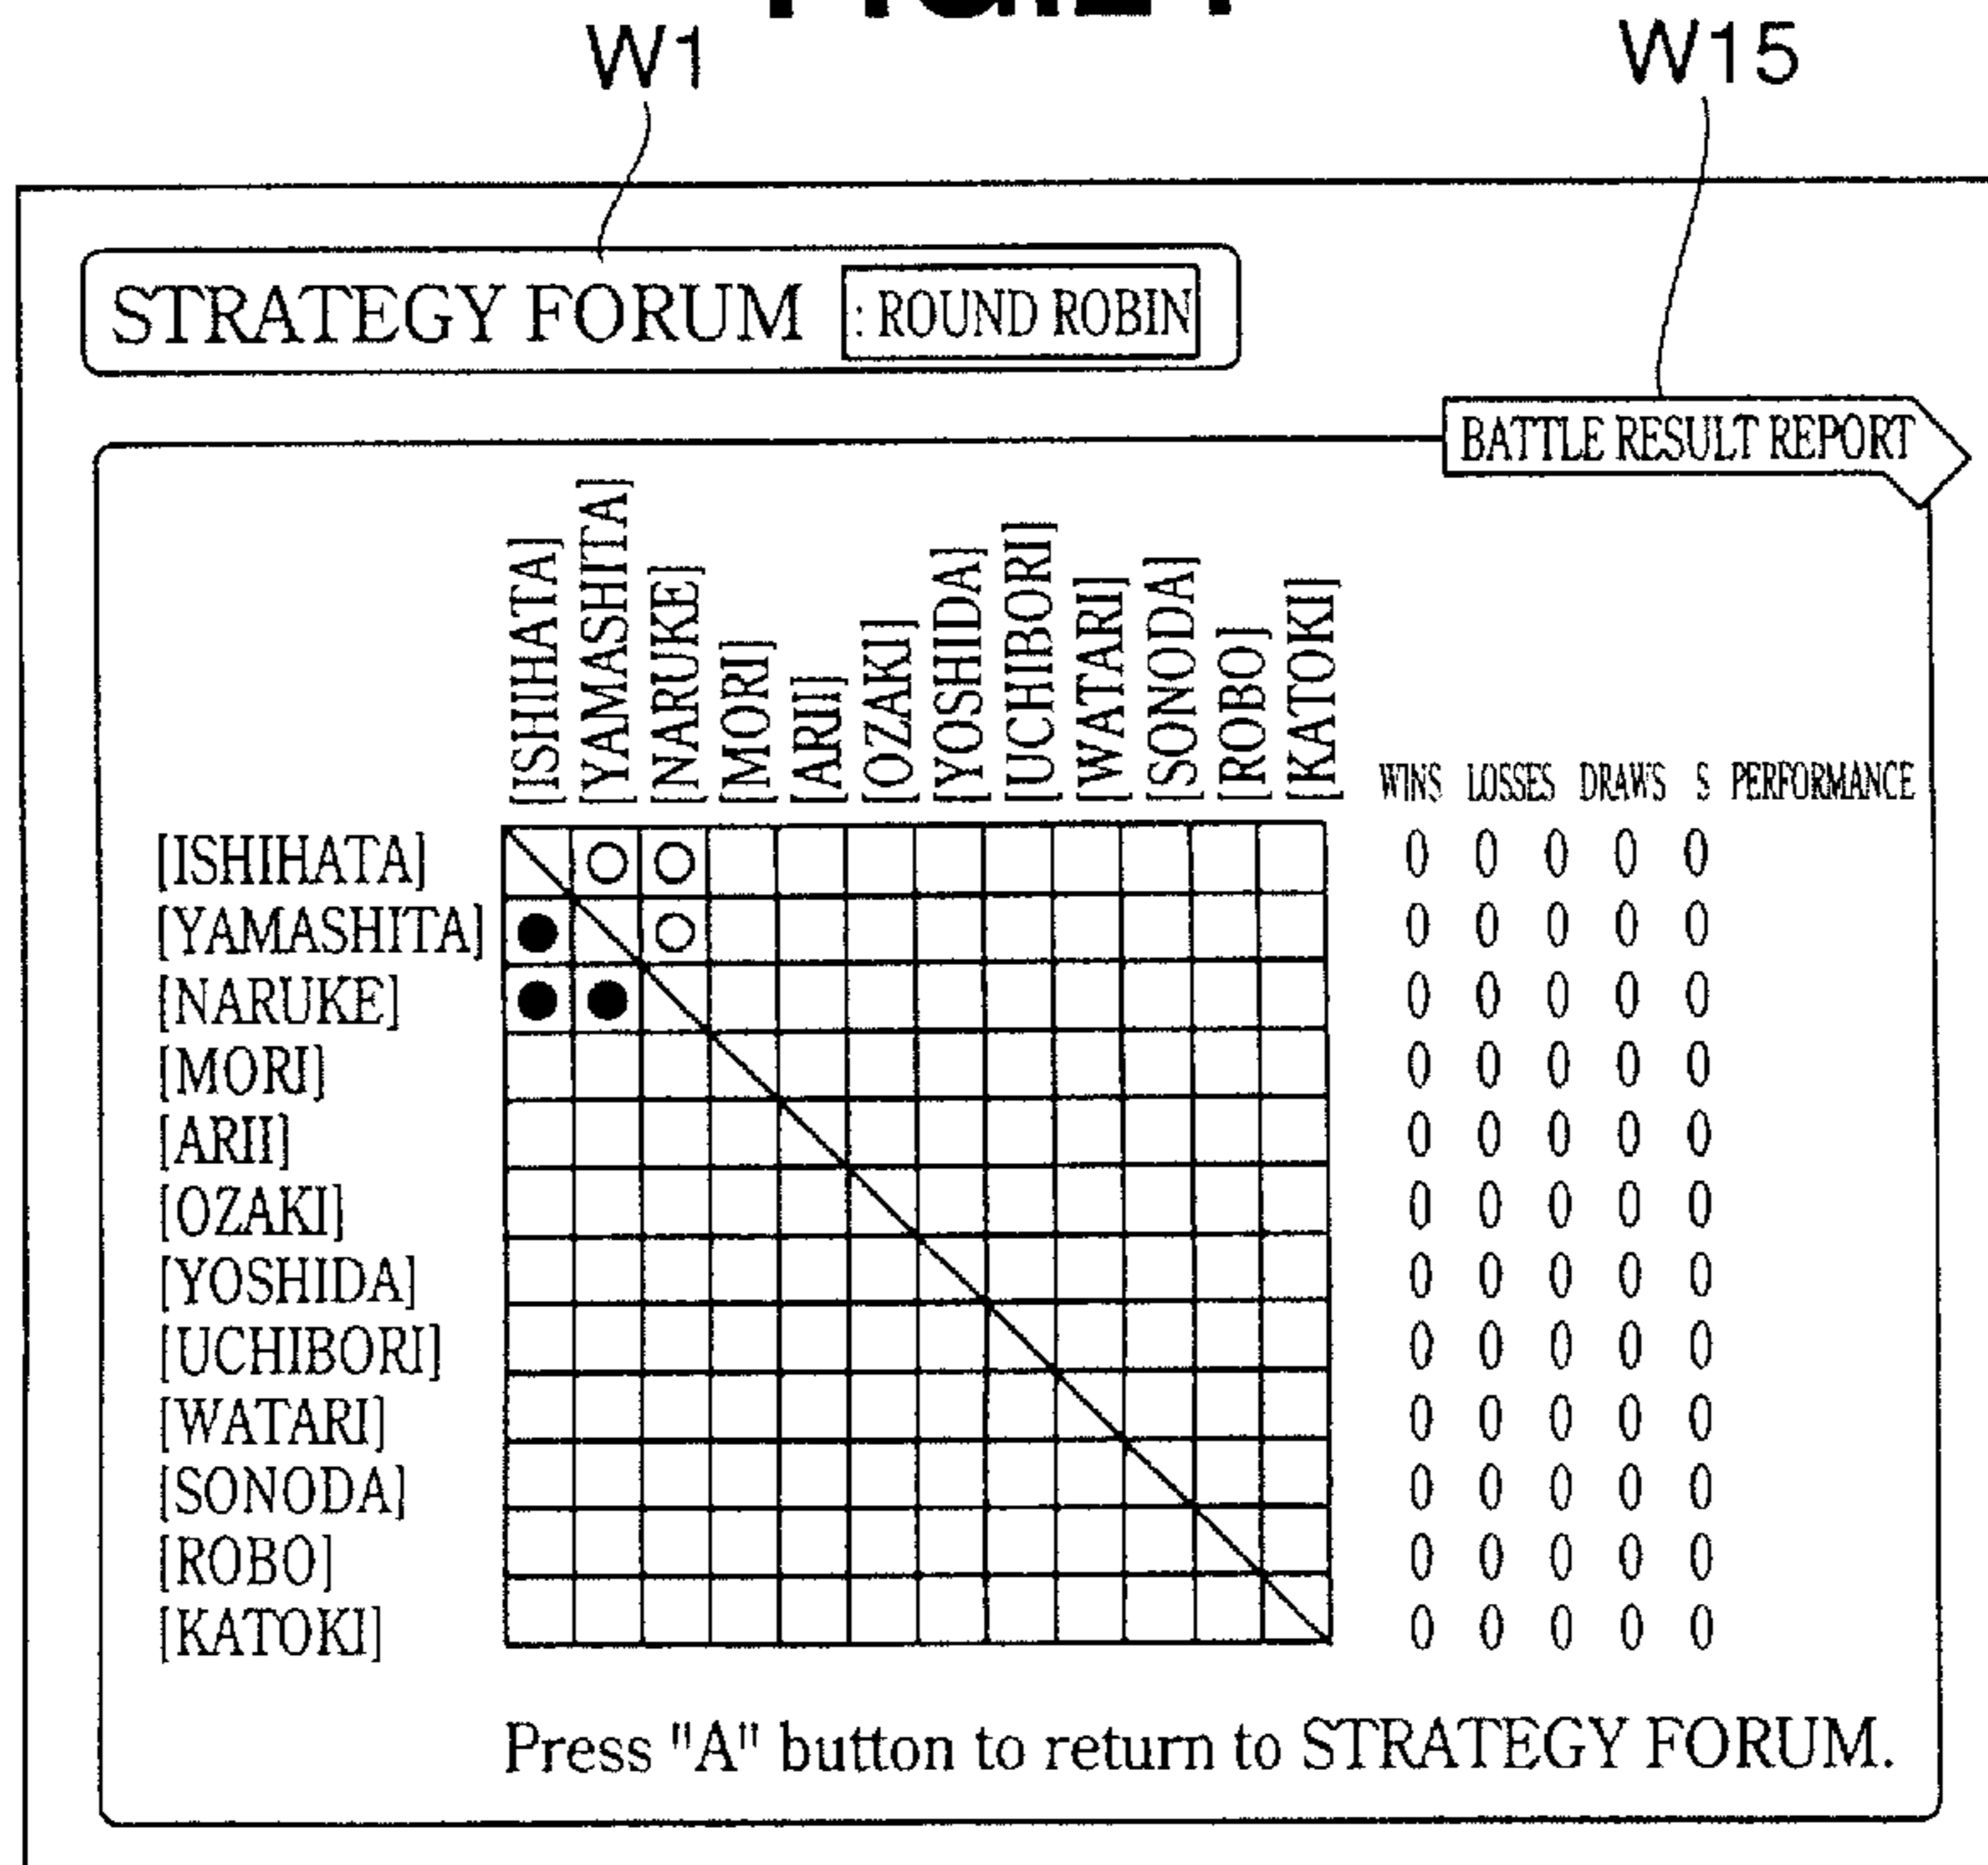 W1
W15
STRATEGY FORUM : ROUND ROBIN
BATTLE RESULT REPORT
[ISHIHATA] [YAMASHITA] [NARUKE] [MORI] [ARII] [OZAKI] [YOSHIDA] [UCHIBORI] [WATARI] [SONODA] [ROBO] [KATOKI]
WINS LOSSES DRAWS S PERFORMANCE
[ISHIHATA] 0 0 0 0 0
[YAMASHITA] 0 0 0 0 0
[NARUKE] 0 0 0 0 0
[MORI] 0 0 0 0 0
[ARII] 0 0 0 0 0
[OZAKI] 0 0 0 0 0
[YOSHIDA] 0 0 0 0 0
[UCHIBORI] 0 0 0 0 0
[WATARI] 0 0 0 0 0
[SONODA] 0 0 0 0 0
[ROBO] 0 0 0 0 0
[KATOKI] 0 0 0 0 0
Press "A" button to return to STRATEGY FORUM.